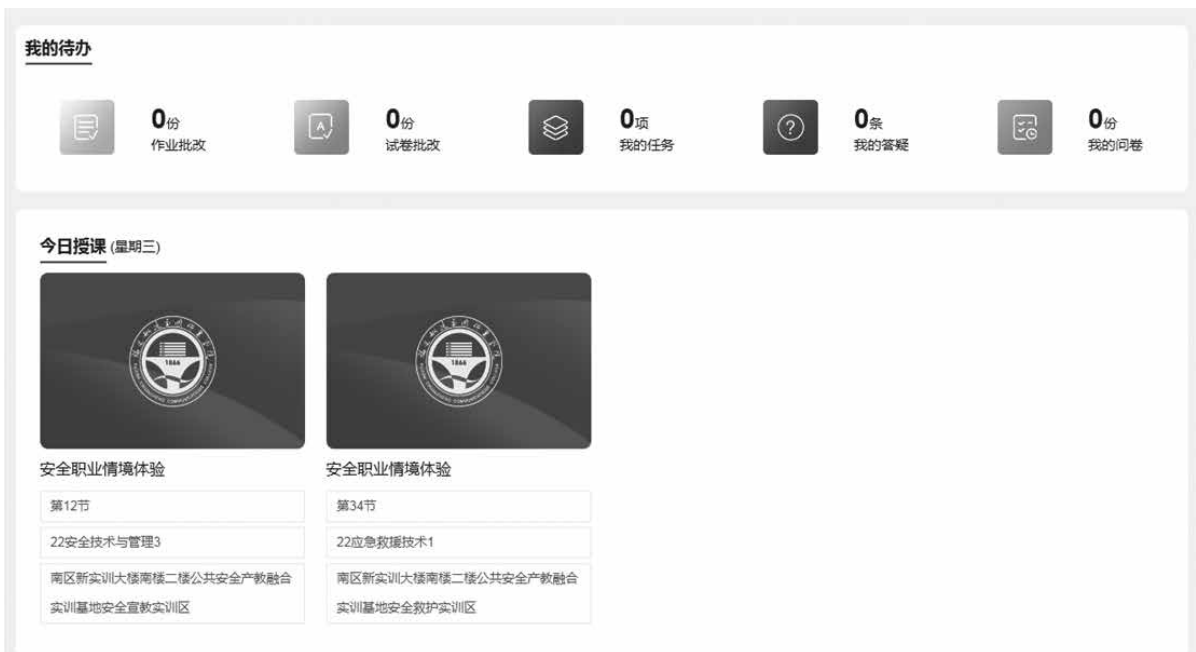 我的待办
0份
作业批改
0份
试卷批改
0项
我的任务
0条
我的答疑
0份
我的问卷
今日授课 (星期三)
1866
1866
安全职业情境体验
第12节
22安全技术与管理3
南区新实训大楼南楼二楼公共安全产教融合
实训基地安全宣教实训区
安全职业情境体验
第34节
22应急救援技术1
南区新实训大楼南楼二楼公共安全产教融合
实训基地安全救护实训区